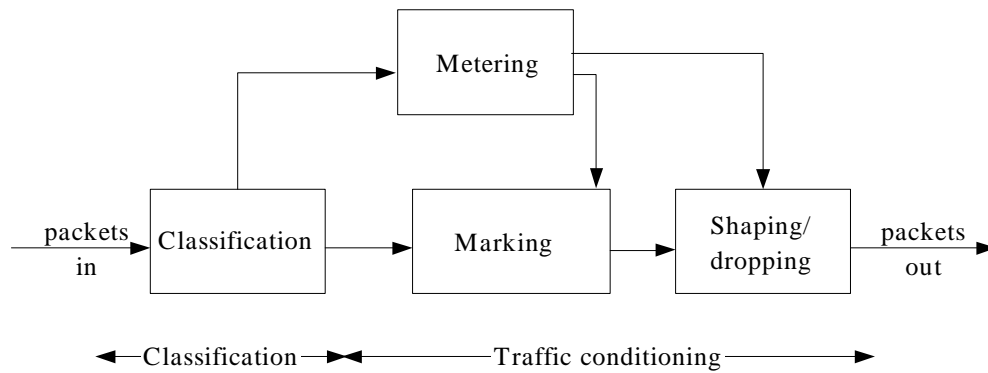 Metering
packets
in
Classification
Marking
Shaping/
dropping
packets
out
Classification
Traffic conditioning